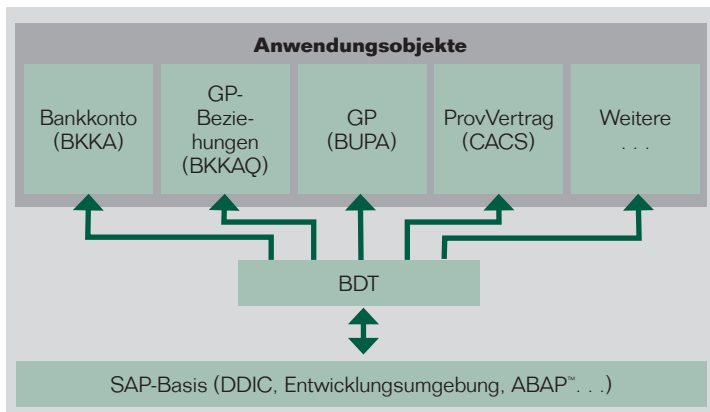 Anwendungsobjekte
Bankkonto
(BKKA)
GP-
Bezie-
hungen
(BKKAQ)
GP
(BUPA)
ProvVertrag
(CACS)
Weitere
. . .
BDT
SAP-Basis (DDIC, Entwicklungsumgebung, ABAP™. . .)